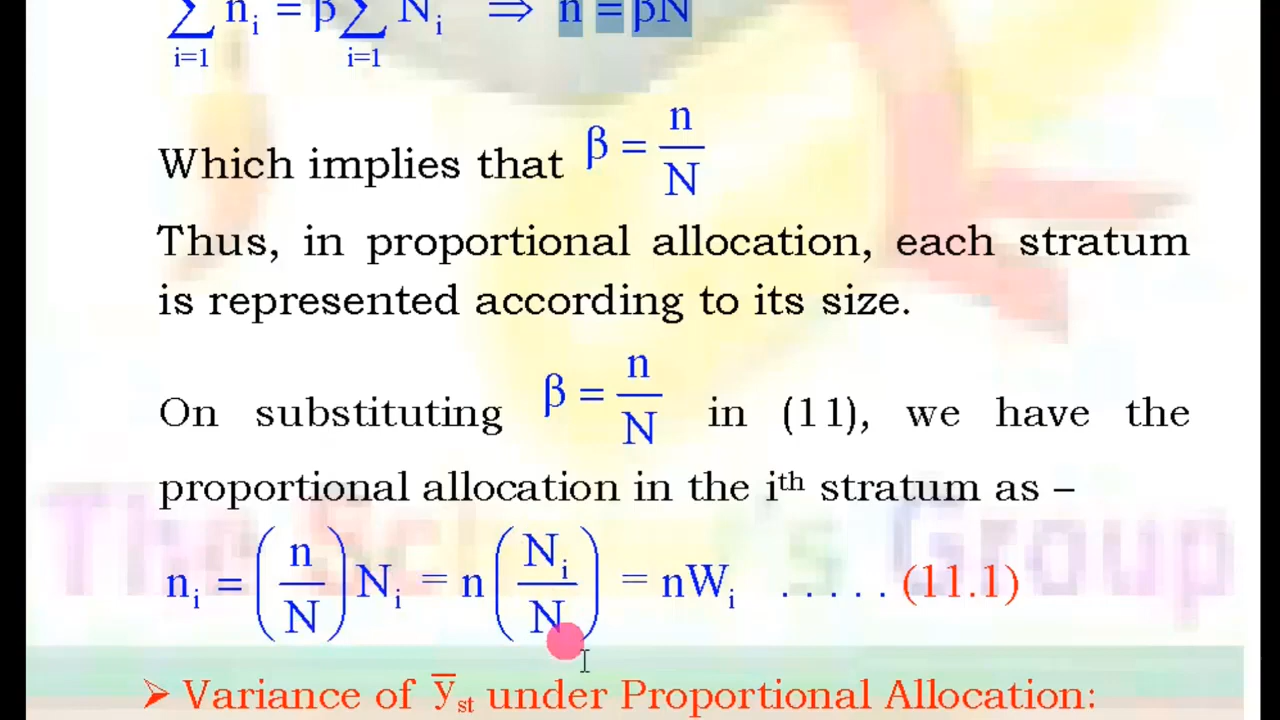 ∑ nᵢ = β ∑ Nᵢ ⇒ n = βN
i=1 i=1
Which implies that β = n/N
Thus, in proportional allocation, each stratum
is represented according to its size.
On substituting β = n/N in (11), we have the
proportional allocation in the iᵗʰ stratum as –
nᵢ = (n/N) Nᵢ = n (Nᵢ/N) = nWᵢ . . . . . (11.1)
➢ Variance of y̅ₛₜ under Proportional Allocation: